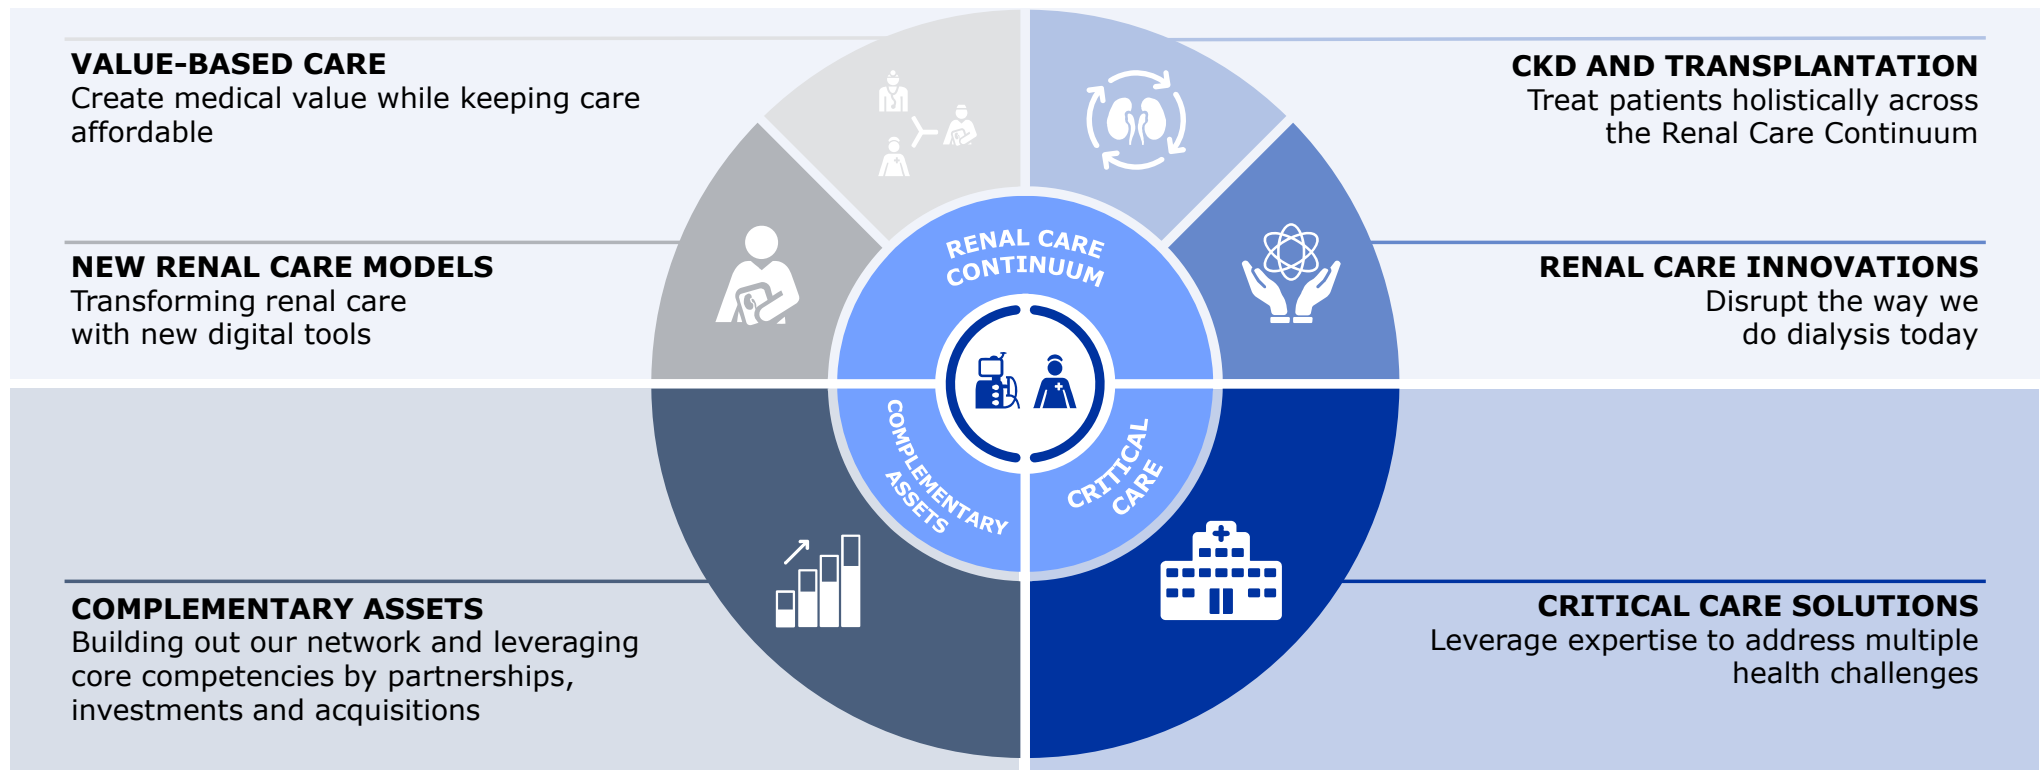 VALUE-BASED CARE
Create medical value while keeping care
affordable
NEW RENAL CARE MODELS
Transforming renal care
with new digital tools
COMPLEMENTARY ASSETS
Building out our network and leveraging
core competencies by partnerships,
investments and acquisitions
RENAL CARE
CONTINUUM
COMPLEMENTARY
ASSETS
CRITICAL
CARE
CKD AND TRANSPLANTATION
Treat patients holistically across
the Renal Care Continuum
RENAL CARE INNOVATIONS
Disrupt the way we
do dialysis today
CRITICAL CARE SOLUTIONS
Leverage expertise to address multiple
health challenges